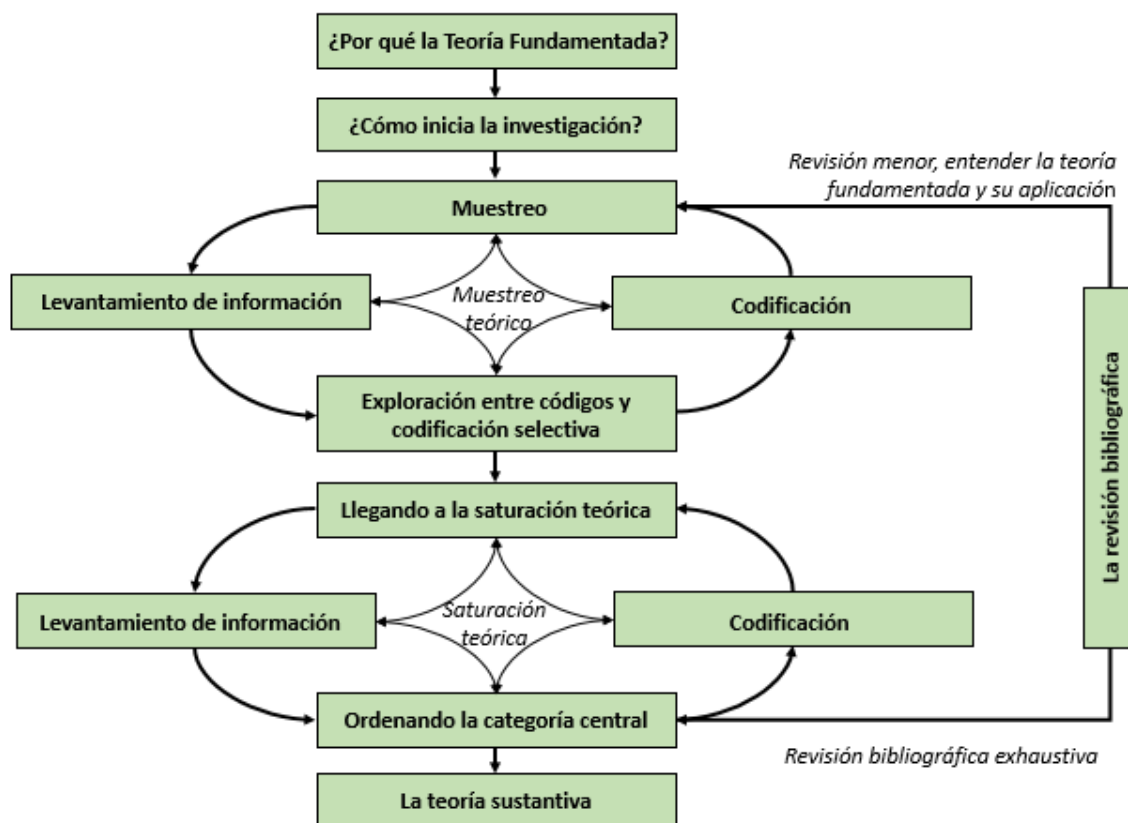 ¿Por qué la Teoría Fundamentada?
¿Cómo inicia la investigación?
Revisión menor, entender la teoría
fundamentada y su aplicación
Muestreo
Levantamiento de información
Muestreo
teórico
Codificación
Exploración entre códigos y
codificación selectiva
La revisión bibliográfica
Llegando a la saturación teórica
Levantamiento de información
Saturación
teórica
Codificación
Ordenando la categoría central
Revisión bibliográfica exhaustiva
La teoría sustantiva